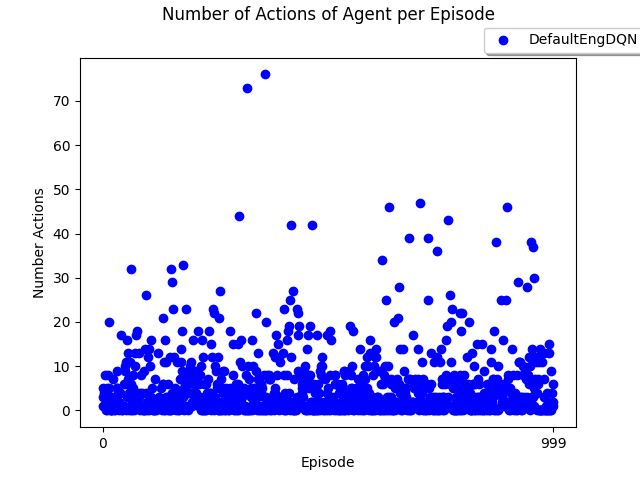 Number of Actions of Agent per Episode
DefaultEngDQN
70
60
50
40
30
20
10
0
Number Actions
0 999
Episode